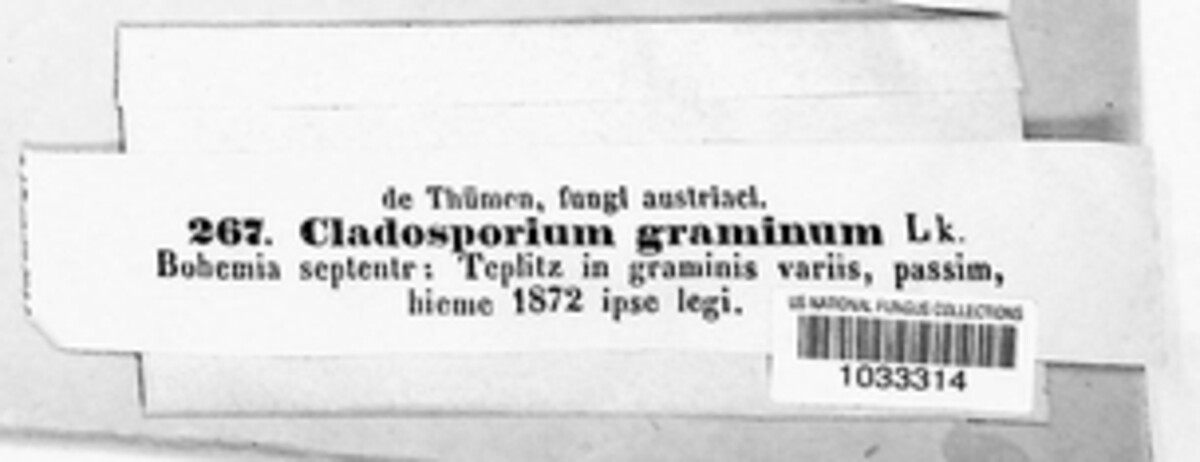 de Thümen, fungi austriaci.
267. Cladosporium graminum Lk.
Bohemia septentr: Teplitz in graminis variis, passim,
hieme 1872 ipse legi.
US NATIONAL FUNGUS COLLECTIONS
1033314